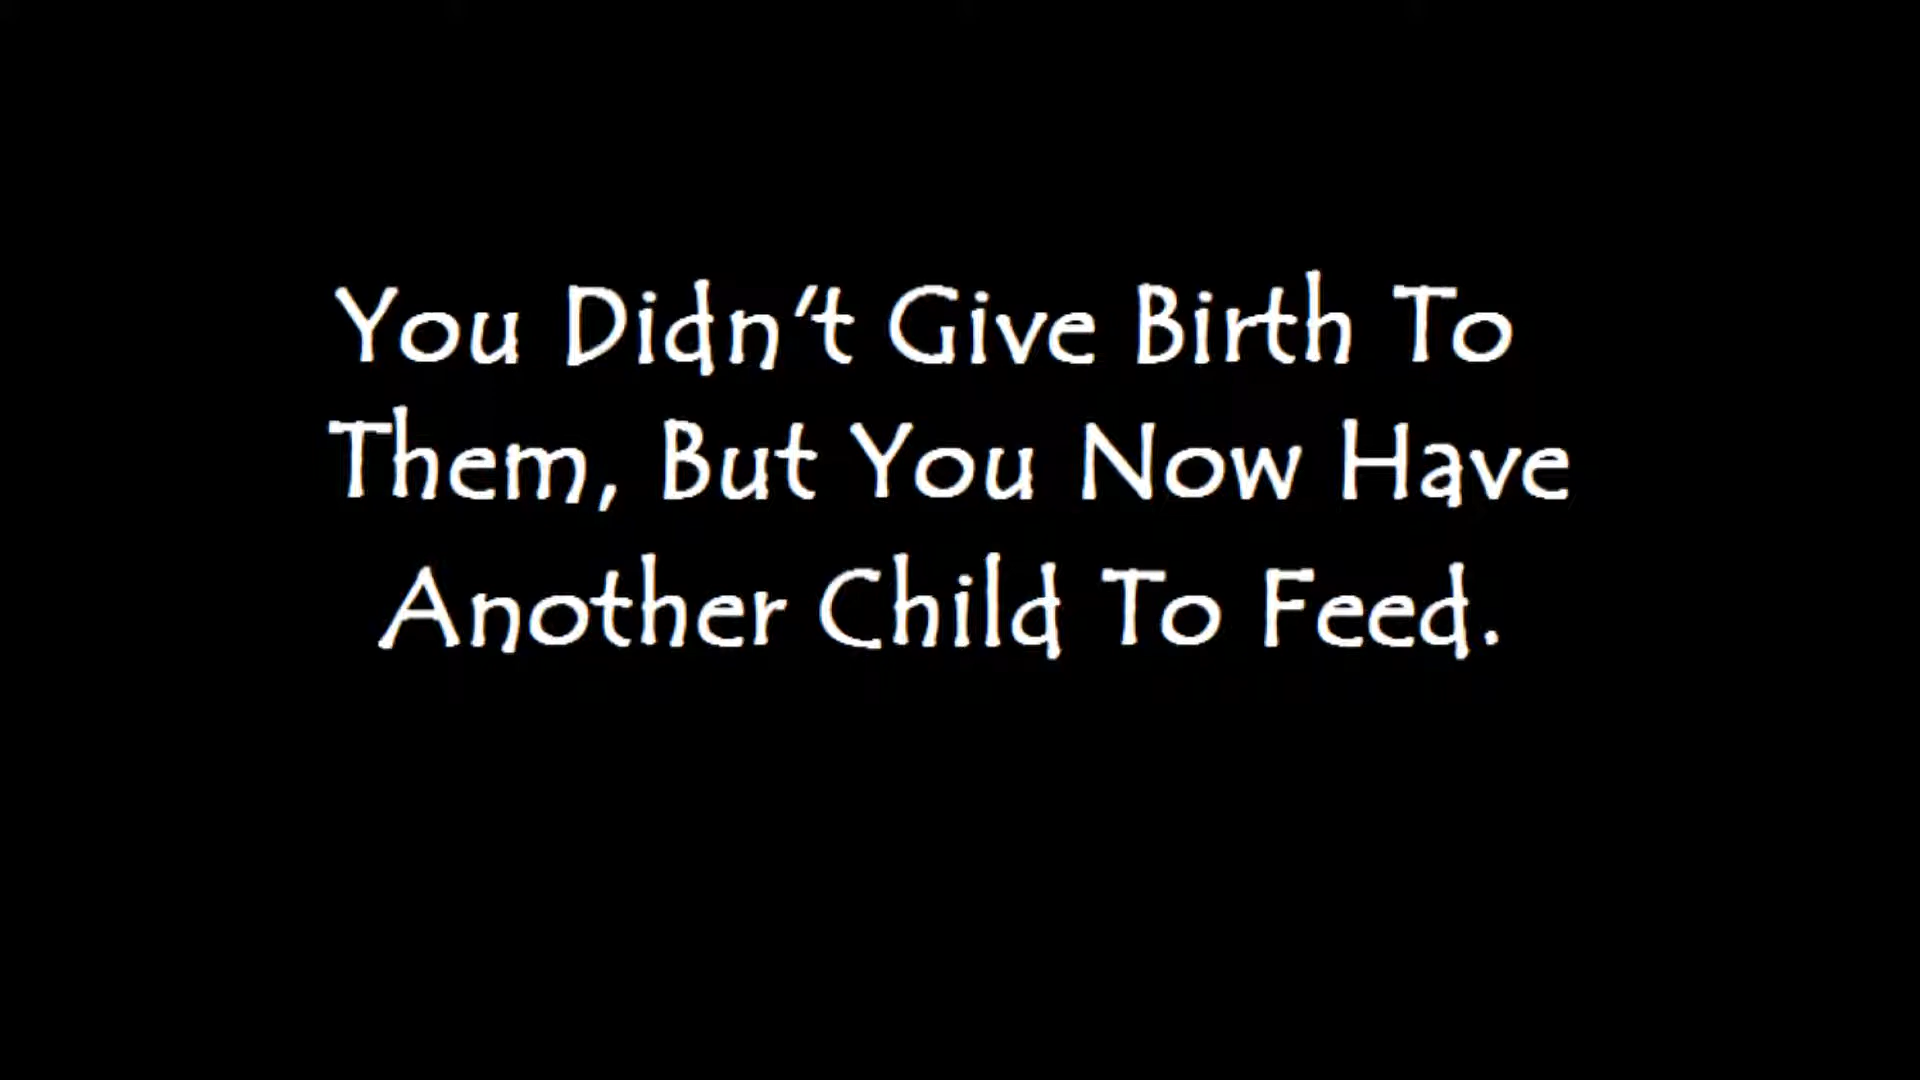 You Didn't Give Birth To
Them, But You Now Have
Another Child To Feed.